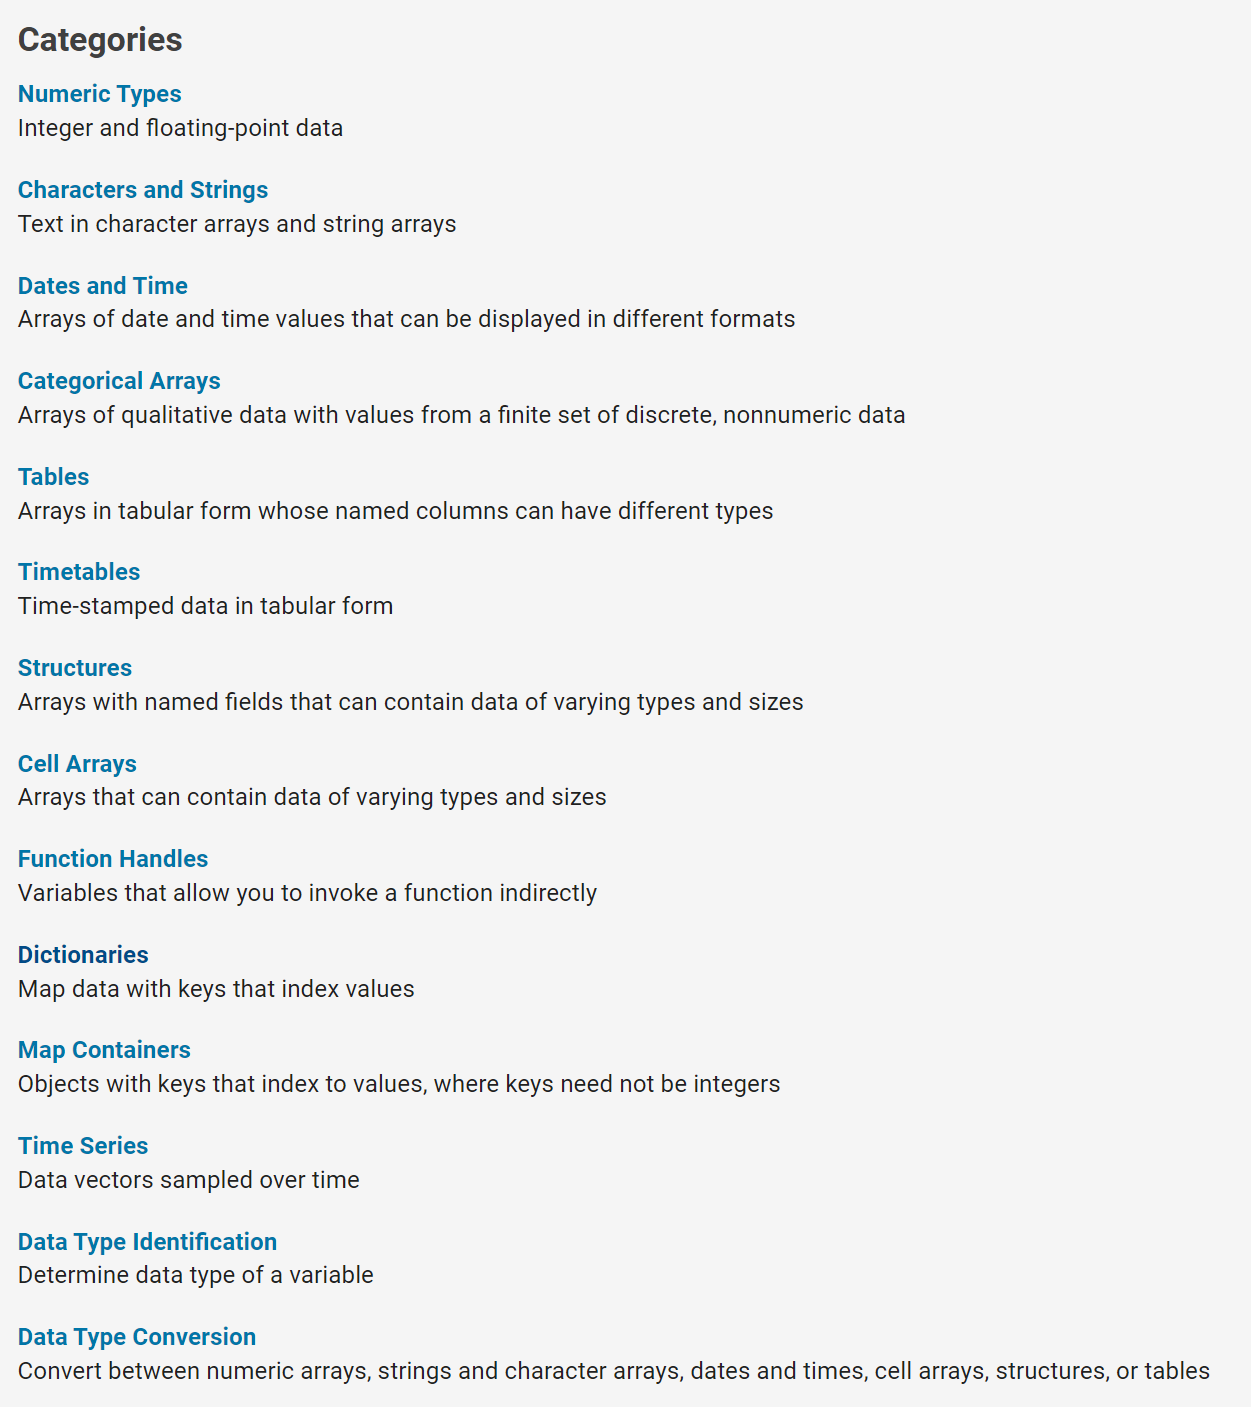 Categories
Numeric Types
Integer and floating-point data
Characters and Strings
Text in character arrays and string arrays
Dates and Time
Arrays of date and time values that can be displayed in different formats
Categorical Arrays
Arrays of qualitative data with values from a finite set of discrete, nonnumeric data
Tables
Arrays in tabular form whose named columns can have different types
Timetables
Time-stamped data in tabular form
Structures
Arrays with named fields that can contain data of varying types and sizes
Cell Arrays
Arrays that can contain data of varying types and sizes
Function Handles
Variables that allow you to invoke a function indirectly
Dictionaries
Map data with keys that index values
Map Containers
Objects with keys that index to values, where keys need not be integers
Time Series
Data vectors sampled over time
Data Type Identification
Determine data type of a variable
Data Type Conversion
Convert between numeric arrays, strings and character arrays, dates and times, cell arrays, structures, or tables